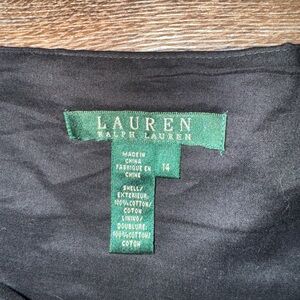 LAUREN
RALPH LAUREN
MADE IN
CHINA
FABRIQUE EN
CHINE
14
SHELL/
EXTERIEUR:
100% COTTON/
COTON
LINING/
DOUBLURE:
100% COTTON/
COTON